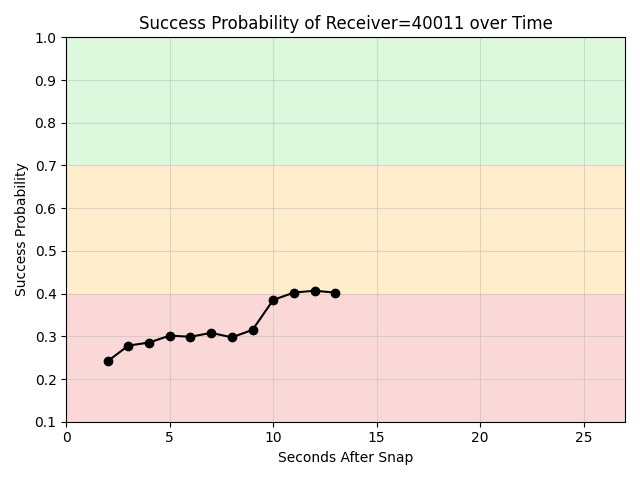 Success Probability of Receiver=40011 over Time
1.0
0.9
0.8
0.7
0.6
0.5
0.4
0.3
0.2
0.1
Success Probability
0 5 10 15 20 25
Seconds After Snap